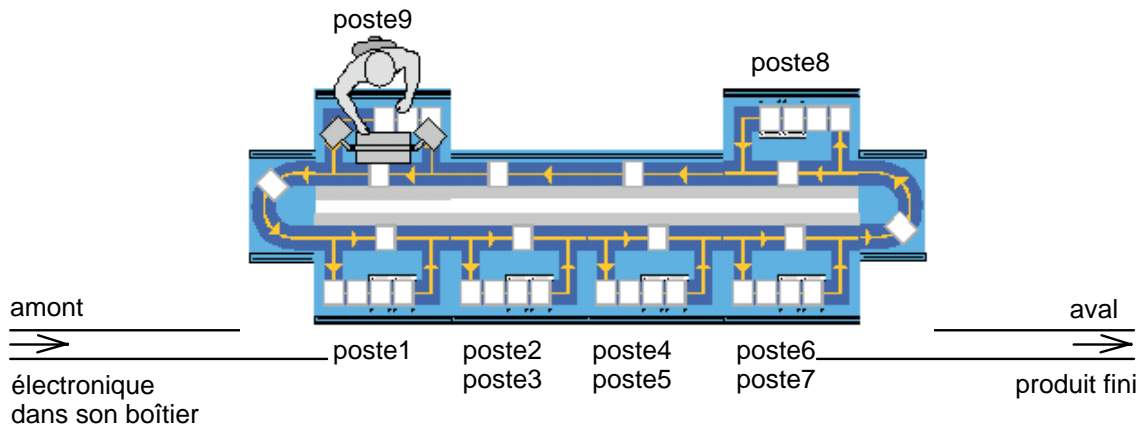 poste9
poste8
amont
aval
poste1
poste2
poste4
poste6
poste3
poste5
poste7
électronique
dans son boîtier
produit fini